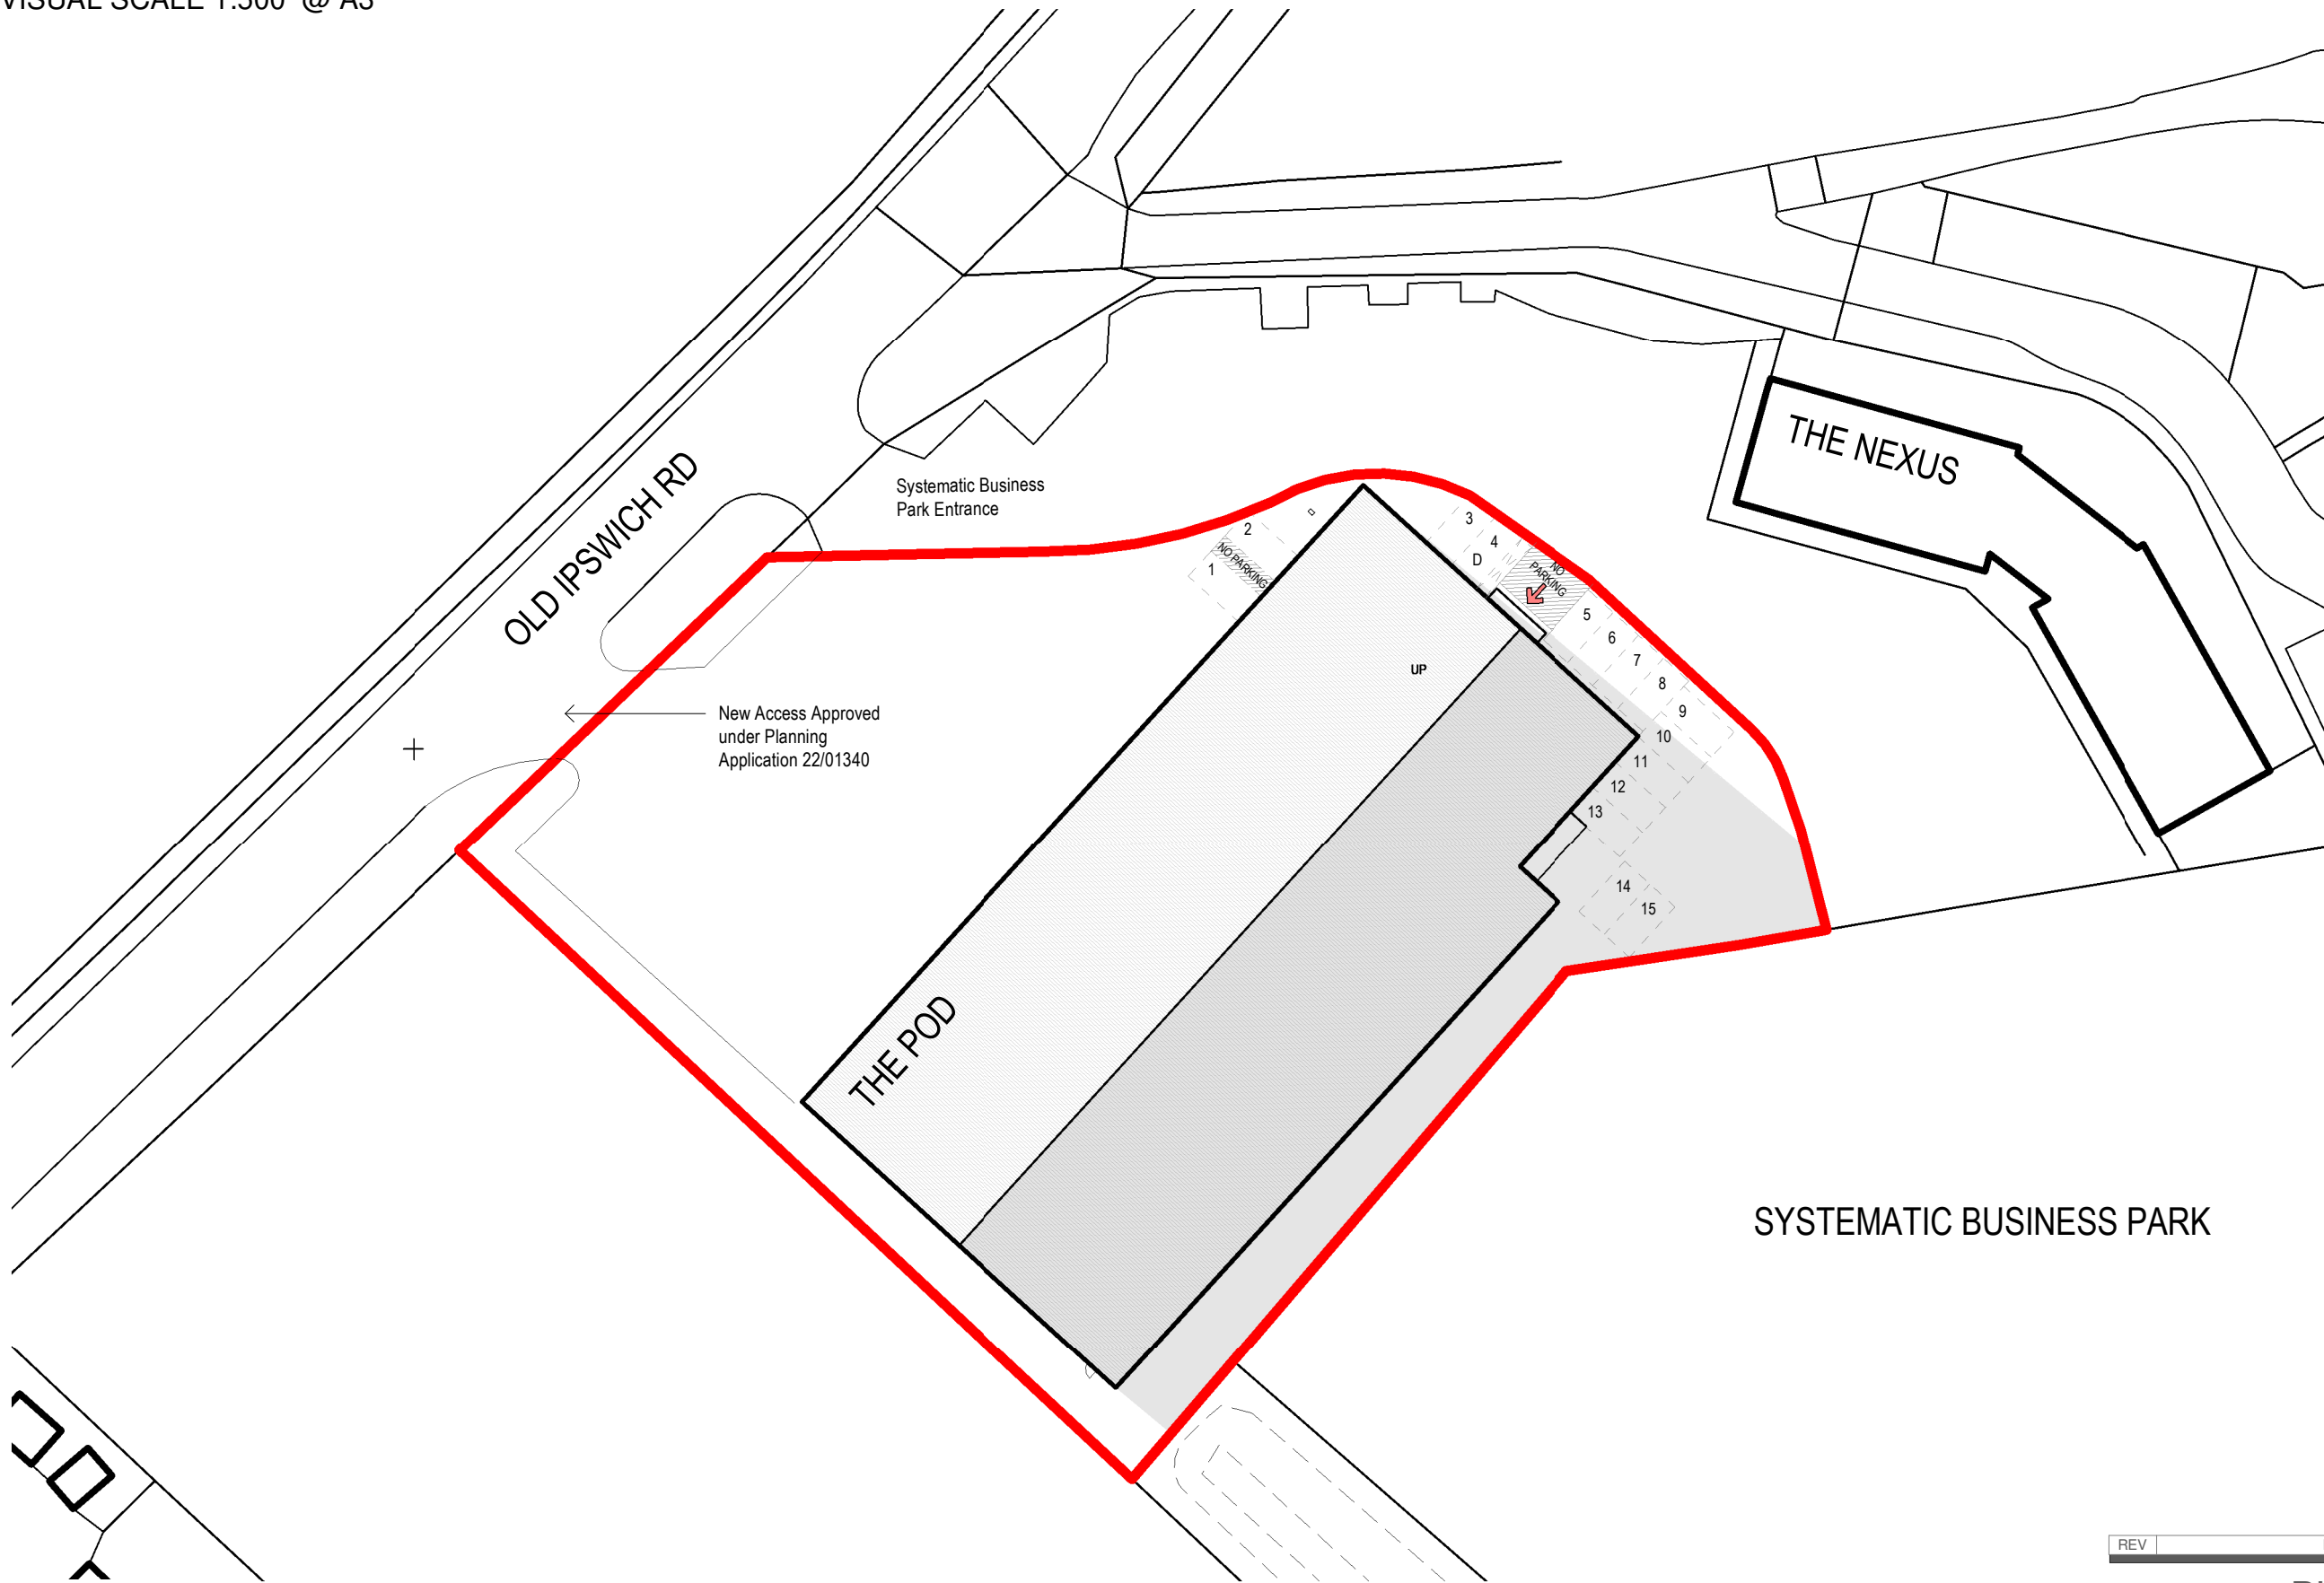 VISUAL SCALE 1:500 @ A3
OLD IPSWICH RD
Systematic Business
Park Entrance
THE NEXUS
New Access Approved
under Planning
Application 22/01340
2
NO PARKING
1
3
4
D
NO
PARKING
5
6
7
8
9
10
11
12
13
14
15
UP
THE POD
SYSTEMATIC BUSINESS PARK
REV